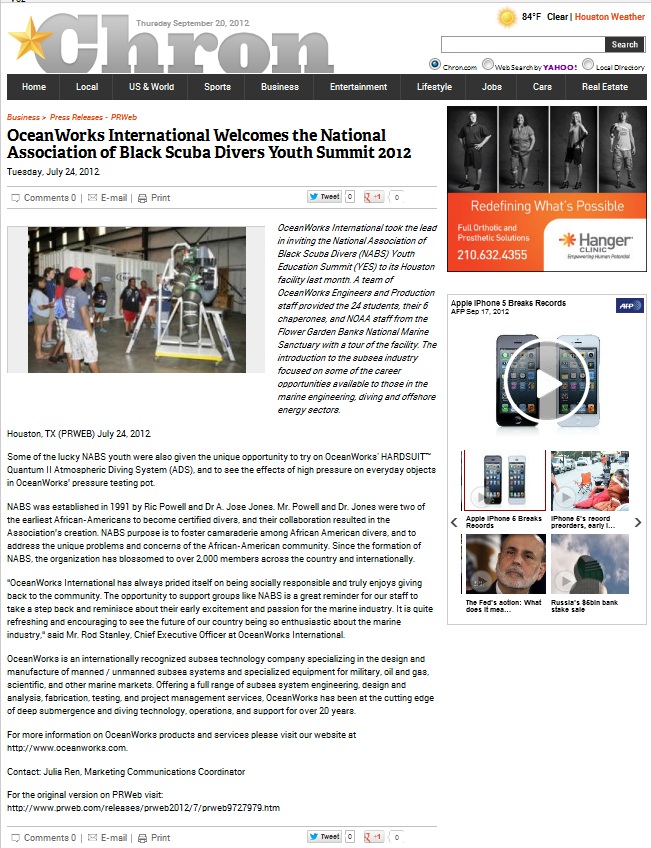 Thursday September 20, 2012
Chron
84°F Clear | Houston Weather
Search
Chron.com Web Search by YAHOO! Local Directory
Home Local US & World Sports Business Entertainment Lifestyle Jobs Cars Real Estate
Business > Press Releases - PRWeb
OceanWorks International Welcomes the National
Association of Black Scuba Divers Youth Summit 2012
Tuesday, July 24, 2012
Comments 0 | E-mail | Print
Tweet 0 +1 0
OceanWorks International took the lead
in inviting the National Association of
Black Scuba Divers (NABS) Youth
Education Summit (YES) to its Houston
facility last month. A team of
OceanWorks Engineers and Production
staff provided the 24 students, their 6
chaperones, and NOAA staff from the
Flower Garden Banks National Marine
Sanctuary with a tour of the facility. The
introduction to the subsea industry
focused on some of the career
opportunities available to those in the
marine engineering, diving and offshore
energy sectors.
Houston, TX (PRWEB) July 24, 2012
Some of the lucky NABS youth were also given the unique opportunity to try on OceanWorks' HARDSUIT™
Quantum II Atmospheric Diving System (ADS), and to see the effects of high pressure on everyday objects
in OceanWorks' pressure testing pot.
NABS was established in 1991 by Ric Powell and Dr A. Jose Jones. Mr. Powell and Dr. Jones were two of
the earliest African-Americans to become certified divers, and their collaboration resulted in the
Association's creation. NABS purpose is to foster camaraderie among African American divers, and to
address the unique problems and concerns of the African-American community. Since the formation of
NABS, the organization has blossomed to over 2,000 members across the country and internationally.
"OceanWorks International has always prided itself on being socially responsible and truly enjoys giving
back to the community. The opportunity to support groups like NABS is a great reminder for our staff to
take a step back and reminisce about their early excitement and passion for the marine industry. It is quite
refreshing and encouraging to see the future of our country being so enthusiastic about the marine
industry," said Mr. Rod Stanley, Chief Executive Officer at OceanWorks International.
OceanWorks is an internationally recognized subsea technology company specializing in the design and
manufacture of manned / unmanned subsea systems and specialized equipment for military, oil and gas,
scientific, and other marine markets. Offering a full range of subsea system engineering, design and
analysis, fabrication, testing, and project management services, OceanWorks has been at the cutting edge
of deep submergence and diving technology, operations, and support for over 20 years.
For more information on OceanWorks products and services please visit our website at
http://www.oceanworks.com.
Contact: Julia Ren, Marketing Communications Coordinator
For the original version on PRWeb visit:
http://www.prweb.com/releases/prweb2012/7/prweb9727979.htm
Comments 0 | E-mail | Print
Tweet 0 +1 0
Redefining What's Possible
Full Orthotic and
Prosthetic Solutions
210.632.4355
Hanger
CLINIC
Empowering Human Potential
Apple iPhone 5 Breaks Records
AFP Sep 17, 2012
AFP
Apple iPhone 5 Breaks
Records
iPhone 5's record
preorders, early l...
The Fed's action: What
does it mea...
Russia's $5bln bank
stake sale